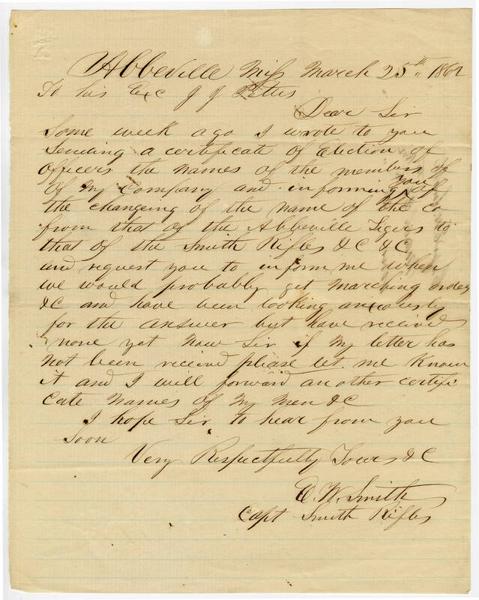 Abbeville Miss March 25th 1862
To his Exc J J Pettus
Dear Sir
Some week ago I wrote to you
sending a certificate of election of
officers the names of the members of
of my Company and informing you of
the changing of the name of the co
from that of the Abbeville Tigers to
that of the Smith Rifles &C &C
and request you to inform me when
we would probably get marching orders
&C and have been looking anxiously
for the answer but have received
none yet now Sir if my letter has
not been received please let me know
it and I will forward another certifi
cate names of my men &C
I hope Sir to hear from you
Soon
Very Respectfully Yours &C
W. Smith
Capt Smith Rifles